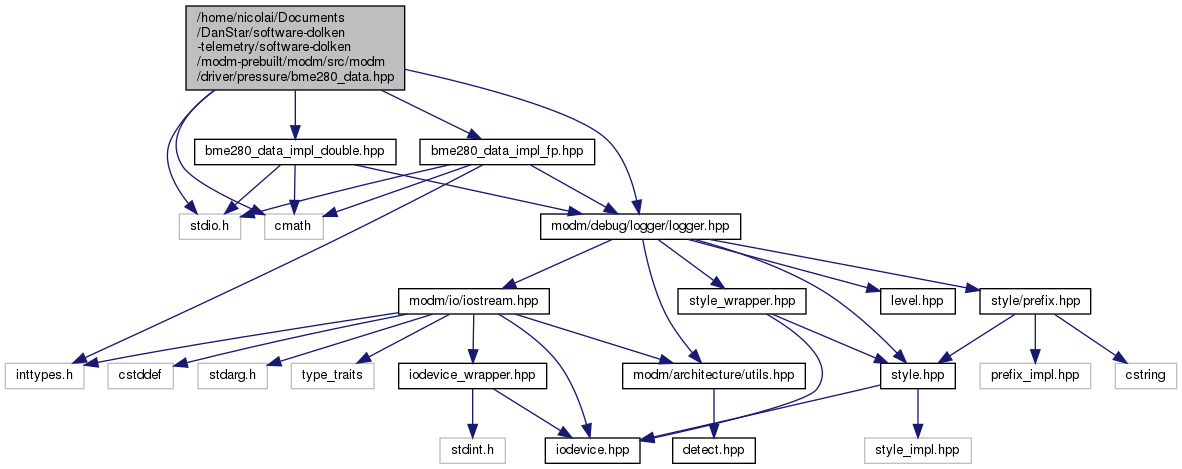 /home/nicolai/Documents
/DanStar/software-dolken
-telemetry/software-dolken
/modm-prebuilt/modm/src/modm
/driver/pressure/bme280_data.hpp
bme280_data_impl_double.hpp
bme280_data_impl_fp.hpp
stdio.h
cmath
modm/debug/logger/logger.hpp
modm/io/iostream.hpp
style_wrapper.hpp
level.hpp
style/prefix.hpp
inttypes.h
cstddef
stdarg.h
type_traits
iodevice_wrapper.hpp
modm/architecture/utils.hpp
style.hpp
prefix_impl.hpp
cstring
stdint.h
iodevice.hpp
detect.hpp
style_impl.hpp